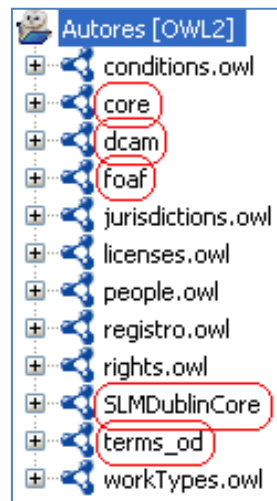 Autores [OWL2]
conditions.owl
core
dcam
foaf
jurisdictions.owl
licenses.owl
people.owl
registro.owl
rights.owl
SLMDublinCore
terms_od
workTypes.owl